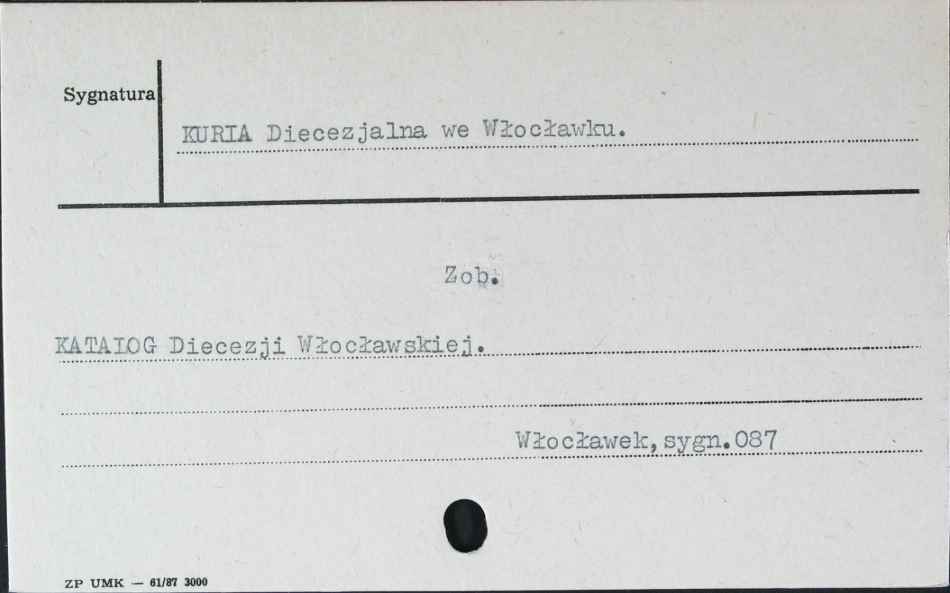 Sygnatura
KURIA Diecezjalna we Włocławku.
Zob.
KATALOG Diecezji Włocławskiej.
Włocławek,sygn.087
ZP UMK — 61/87 3000